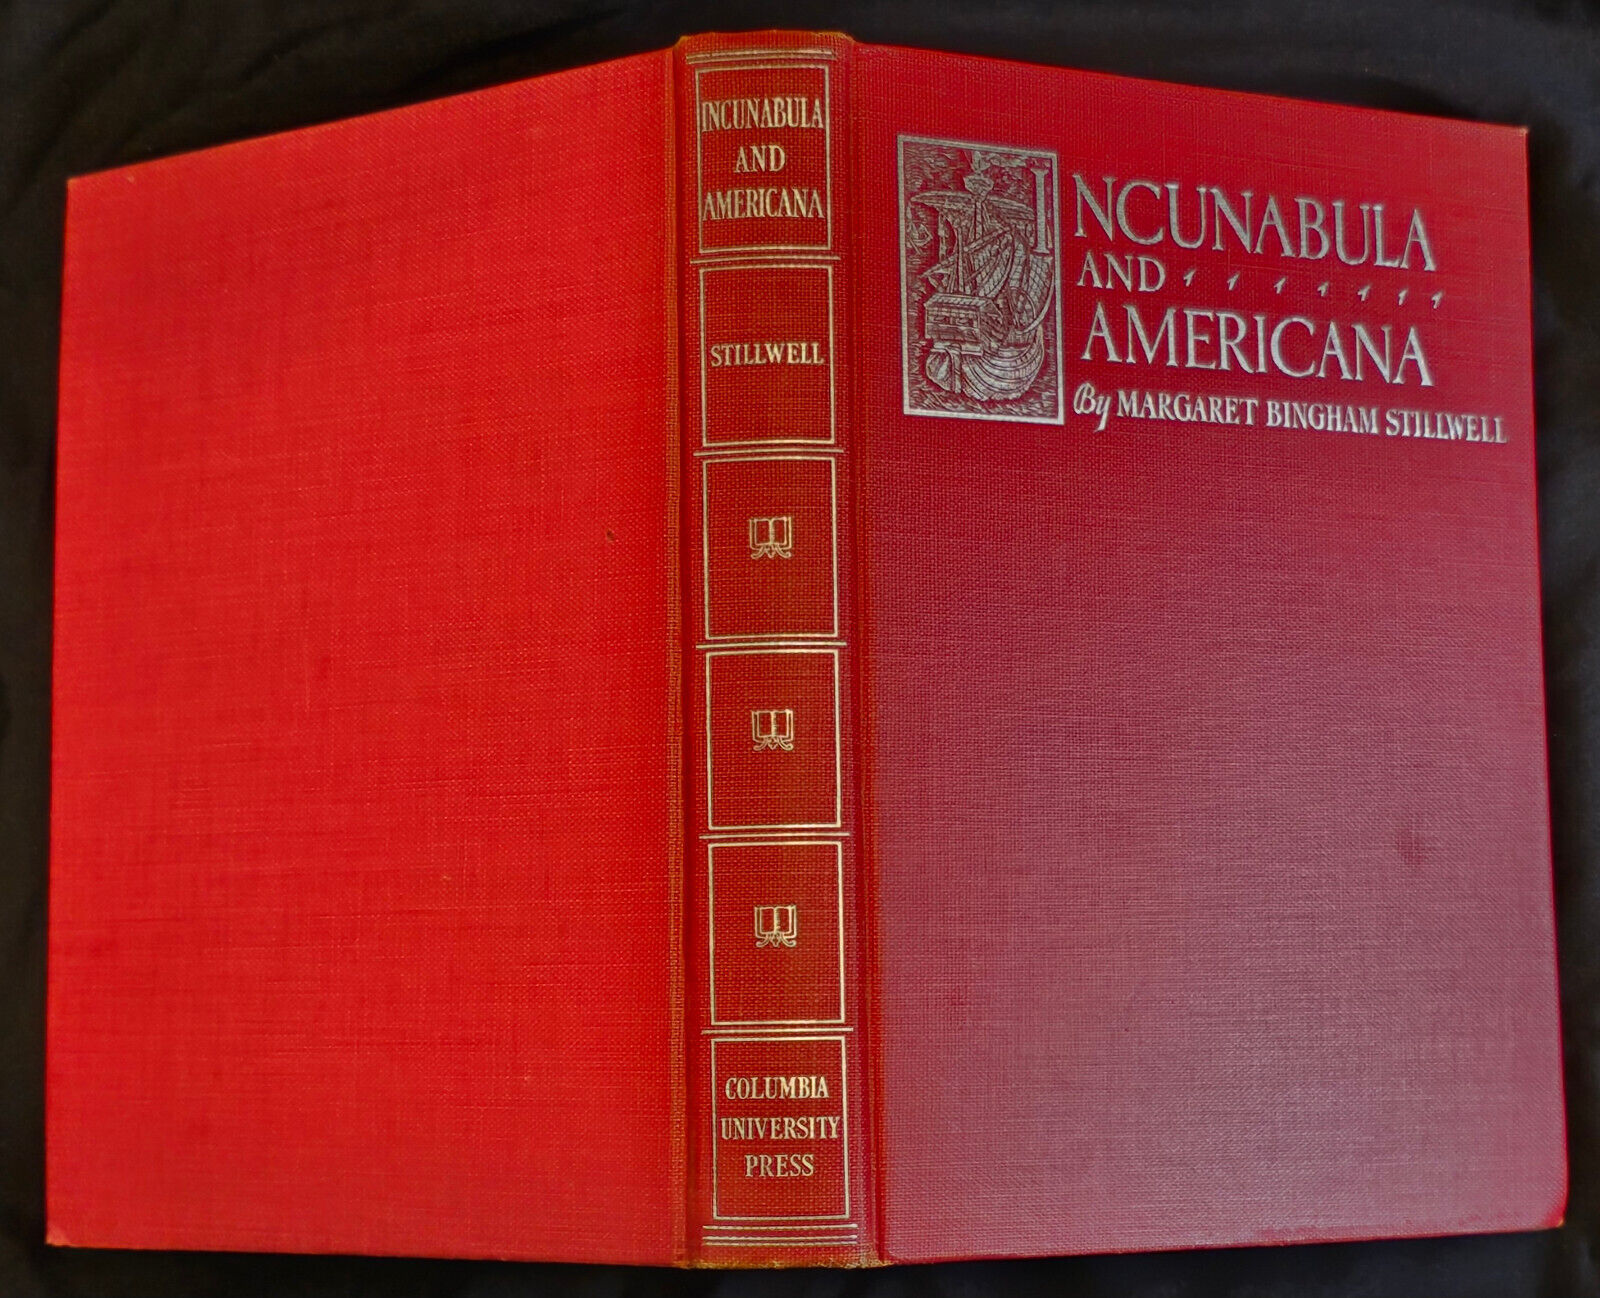 INCUNABULA
AND
AMERICANA
STILLWELL
COLUMBIA
UNIVERSITY
PRESS
INCUNABULA
AND
AMERICANA
By MARGARET BINGHAM STILLWELL